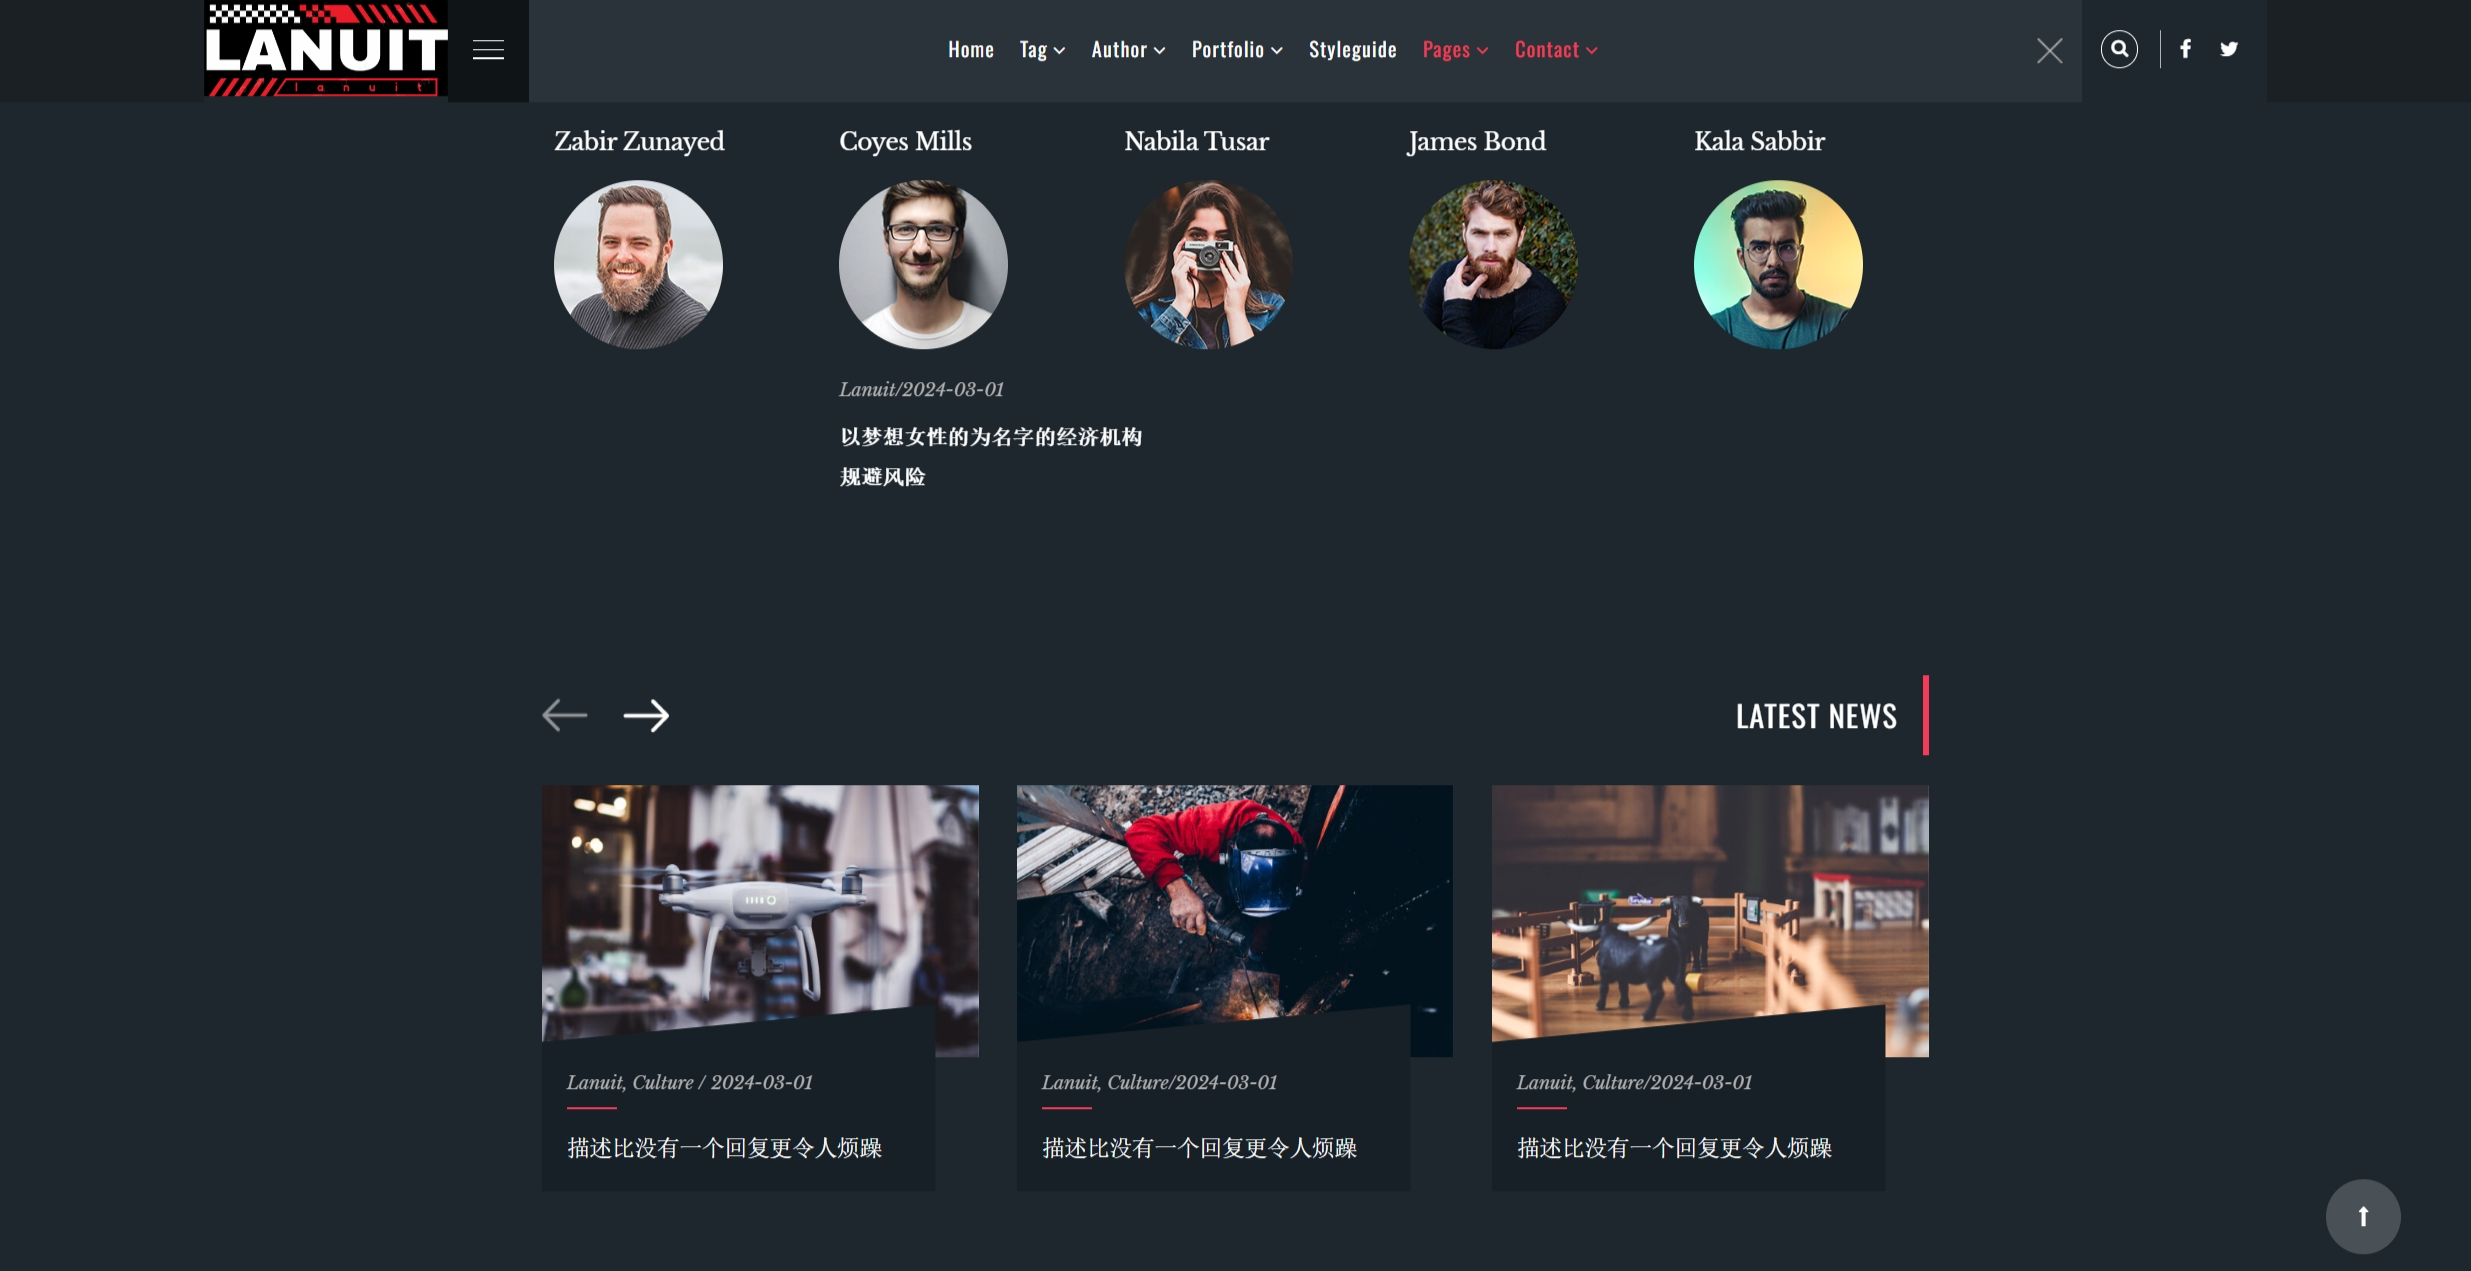 LANUIT
lanuit
Home Tag Author Portfolio Styleguide Pages Contact
Zabir Zunayed
Coyes Mills
Nabila Tusar
James Bond
Kala Sabbir
Lanuit/2024-03-01
以梦想女性的为名字的经济机构
规避风险
LATEST NEWS
Lanuit, Culture / 2024-03-01
描述比没有一个回复更令人烦躁
Lanuit, Culture/2024-03-01
描述比没有一个回复更令人烦躁
Lanuit, Culture/2024-03-01
描述比没有一个回复更令人烦躁